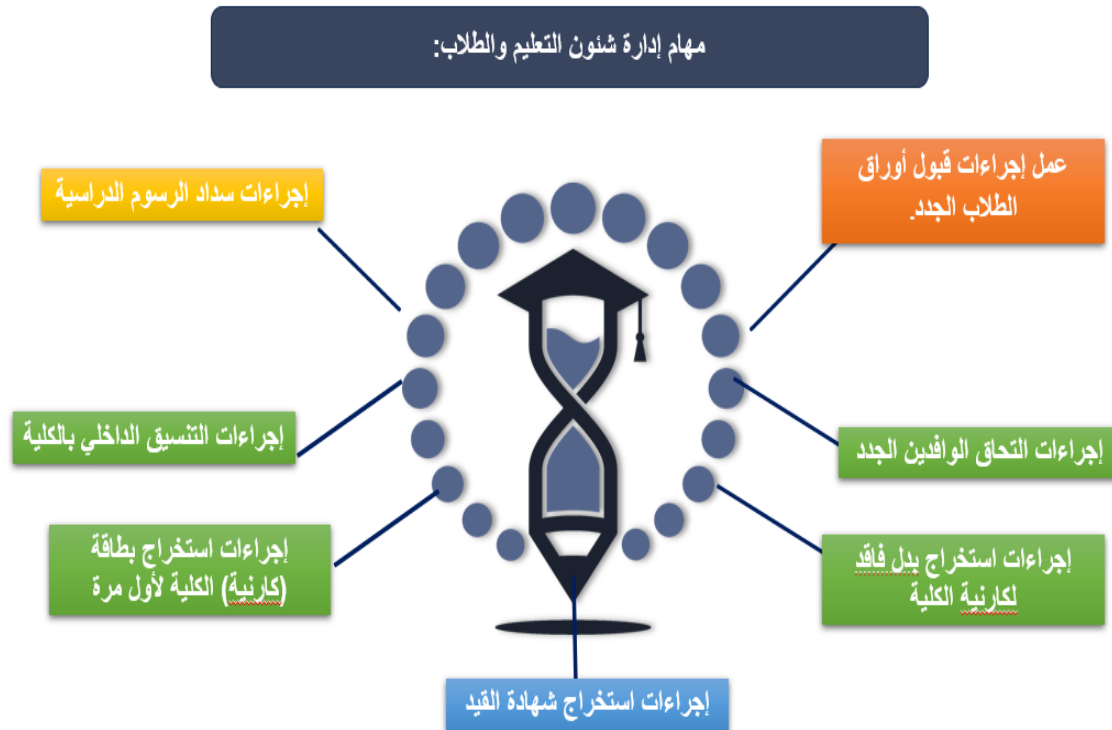 مهام إدارة شئون التعليم والطلاب:
عمل إجراءات قبول أوراق
الطلاب الجدد.
إجراءات سداد الرسوم الدراسية
إجراءات التحاق الوافدين الجدد
إجراءات التنسيق الداخلي بالكلية
إجراءات استخراج بدل فاقد
لكارنية الكلية
إجراءات استخراج بطاقة
(كارنية) الكلية لأول مرة
إجراءات استخراج شهادة القيد